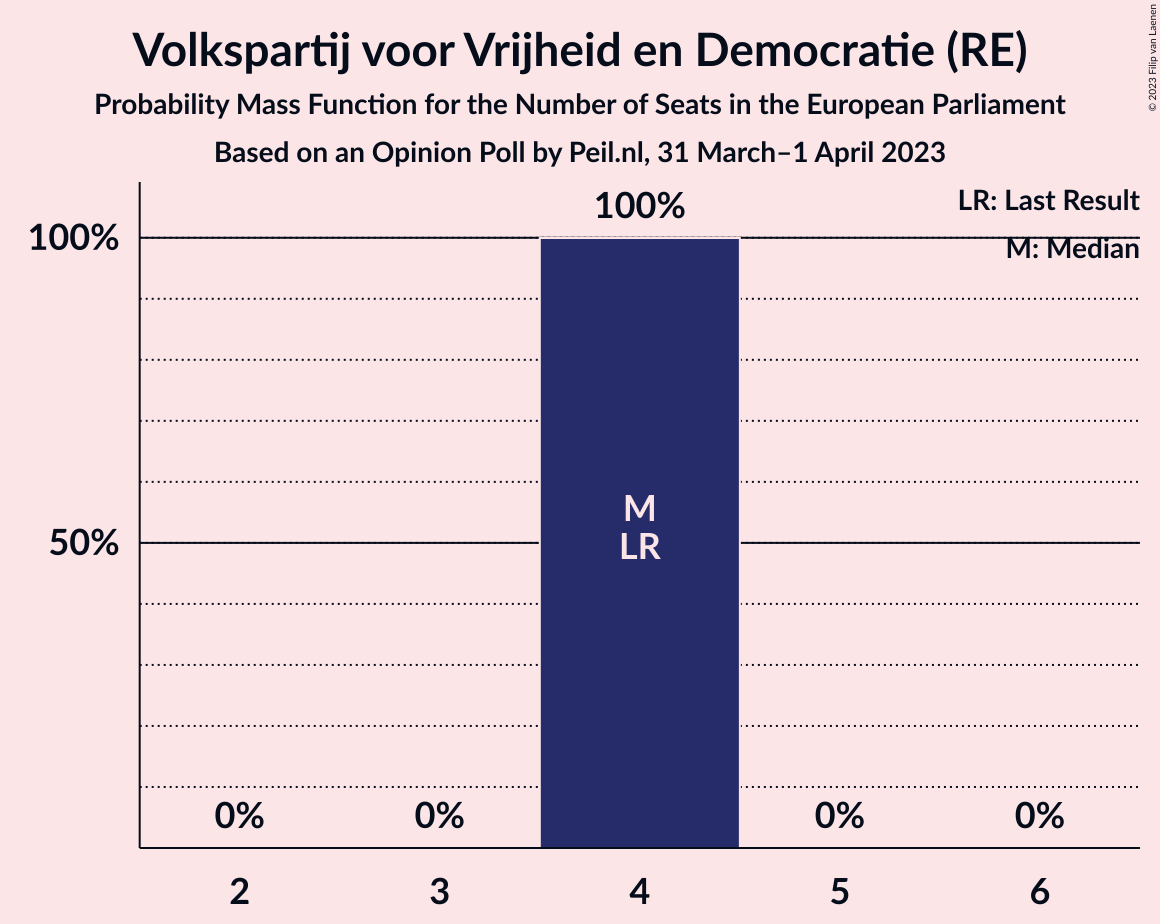 Volkspartij voor Vrijheid en Democratie (RE)
Probability Mass Function for the Number of Seats in the European Parliament
Based on an Opinion Poll by Peil.nl, 31 March–1 April 2023
© 2023 Filip van Laenen
LR: Last Result
M: Median
100%
100%
50%
M
LR
0%
0%
0%
0%
2
3
4
5
6